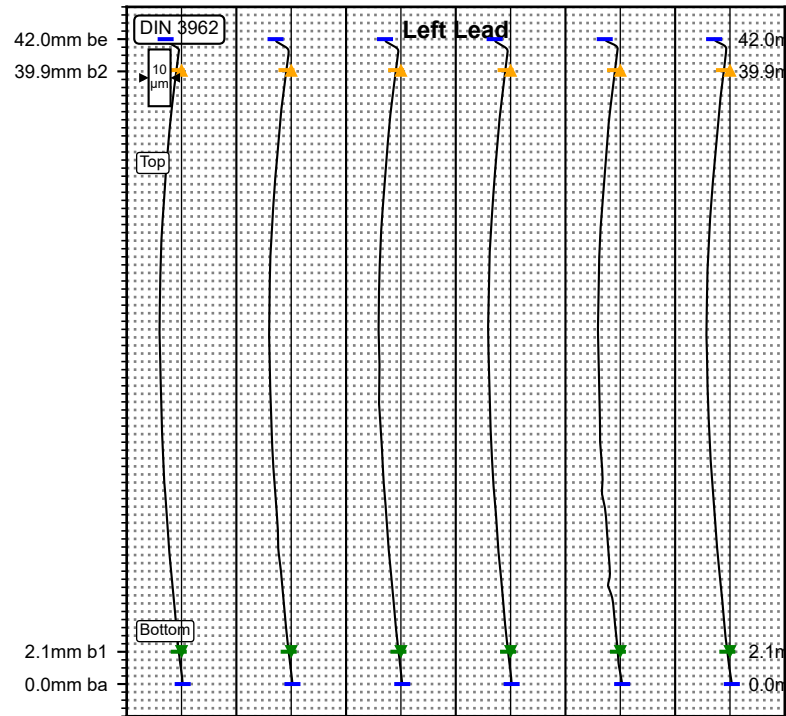 DIN 3962
Left Lead
42.0mm be
42.0m
39.9mm b2
39.9m
10
µm
Top
Bottom
2.1mm b1
2.1m
0.0mm ba
0.0m